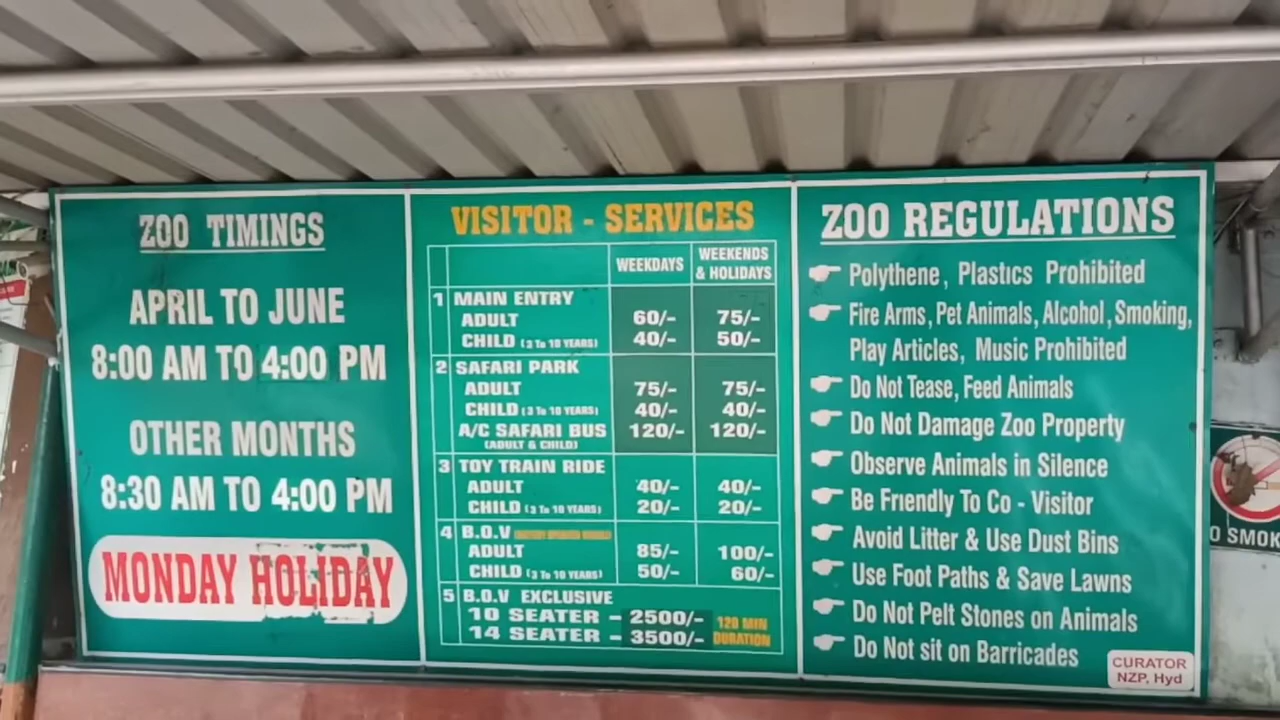 ZOO TIMINGS
APRIL TO JUNE
8:00 AM TO 4:00 PM
OTHER MONTHS
8:30 AM TO 4:00 PM
MONDAY HOLIDAY
VISITOR - SERVICES
WEEKDAYS WEEKENDS & HOLIDAYS
1 MAIN ENTRY
ADULT 60/- 75/-
CHILD (3 To 10 YEARS) 40/- 50/-
2 SAFARI PARK
ADULT 75/- 75/-
CHILD (3 To 10 YEARS) 40/- 40/-
A/C SAFARI BUS 120/- 120/-
(ADULT & CHILD)
3 TOY TRAIN RIDE
ADULT 40/- 40/-
CHILD (3 To 10 YEARS) 20/- 20/-
4 B.O.V
ADULT 85/- 100/-
CHILD (3 To 10 YEARS) 50/- 60/-
5 B.O.V EXCLUSIVE
10 SEATER - 2500/- 120 MIN
14 SEATER - 3500/- DURATION
ZOO REGULATIONS
Polythene, Plastics Prohibited
Fire Arms, Pet Animals, Alcohol, Smoking,
Play Articles, Music Prohibited
Do Not Tease, Feed Animals
Do Not Damage Zoo Property
Observe Animals in Silence
Be Friendly To Co - Visitor
Avoid Litter & Use Dust Bins
Use Foot Paths & Save Lawns
Do Not Pelt Stones on Animals
Do Not sit on Barricades
CURATOR
NZP, Hyd
O SMOK